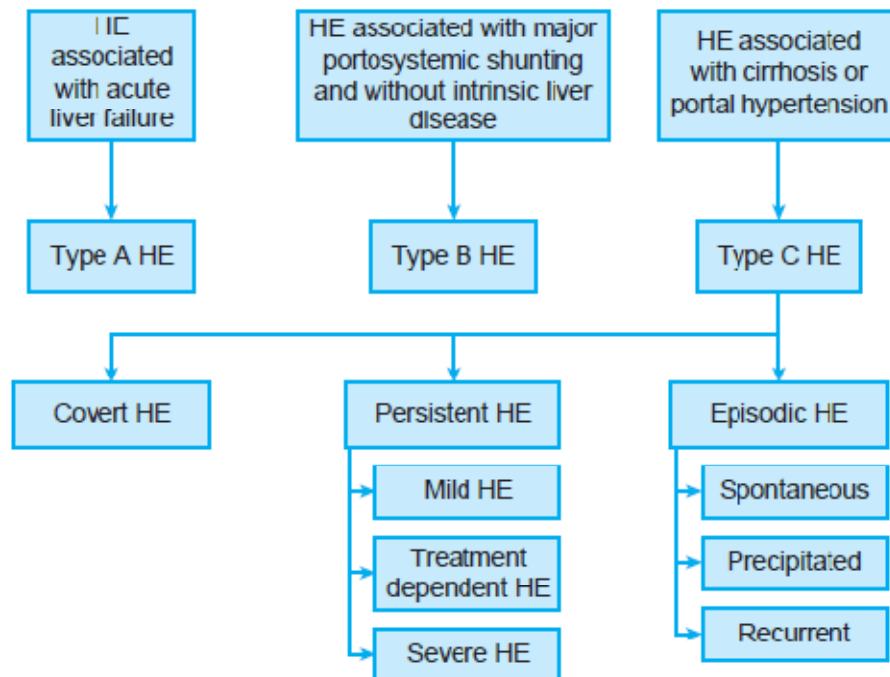 HE
associated
with acute
liver failure
HE associated with major
portosystemic shunting
and without intrinsic liver
disease
HE associated
with cirrhosis or
portal hypertension
Type A HE
Type B HE
Type C HE
Covert HE
Persistent HE
Episodic HE
Mild HE
Treatment
dependent HE
Severe HE
Spontaneous
Precipitated
Recurrent